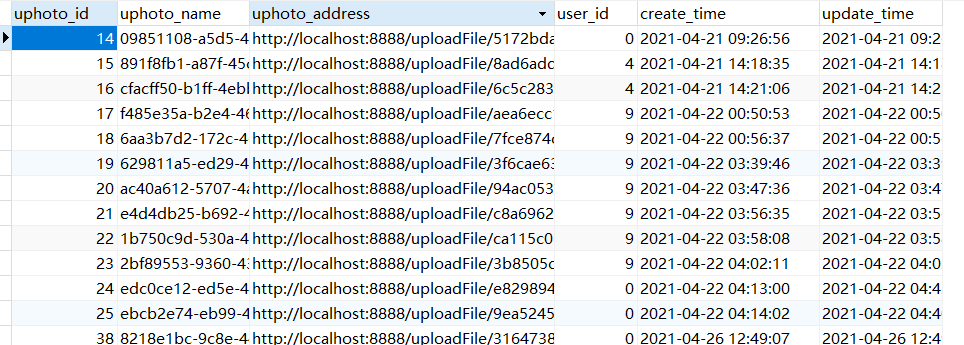 uphoto_id uphoto_name uphoto_address user_id create_time update_time
14 09851108-a5d5-4 http://localhost:8888/uploadFile/5172bda 0 2021-04-21 09:26:56 2021-04-21 09:2
15 891f8fb1-a87f-45c http://localhost:8888/uploadFile/8ad6adc 4 2021-04-21 14:18:35 2021-04-21 14:1
16 cfacff50-b1ff-4ebl http://localhost:8888/uploadFile/6c5c283 4 2021-04-21 14:21:06 2021-04-21 14:2
17 f485e35a-b2e4-46 http://localhost:8888/uploadFile/aea6ecc 9 2021-04-22 00:50:53 2021-04-22 00:5
18 6aa3b7d2-172c-4 http://localhost:8888/uploadFile/7fce874c 9 2021-04-22 00:56:37 2021-04-22 00:5
19 629811a5-ed29-4 http://localhost:8888/uploadFile/3f6cae63 9 2021-04-22 03:39:46 2021-04-22 03:3
20 ac40a612-5707-4a http://localhost:8888/uploadFile/94ac053 9 2021-04-22 03:47:36 2021-04-22 03:4
21 e4d4db25-b692-4 http://localhost:8888/uploadFile/c8a6962 9 2021-04-22 03:56:35 2021-04-22 03:5
22 1b750c9d-530a-4 http://localhost:8888/uploadFile/ca115c0 9 2021-04-22 03:58:08 2021-04-22 03:5
23 2bf89553-9360-43 http://localhost:8888/uploadFile/3b8505c 9 2021-04-22 04:02:11 2021-04-22 04:0
24 edc0ce12-ed5e-4 http://localhost:8888/uploadFile/e829894 0 2021-04-22 04:13:00 2021-04-22 04:4
25 ebcb2e74-eb99-4 http://localhost:8888/uploadFile/9ea5245 0 2021-04-22 04:14:02 2021-04-22 04:4
38 8218e1bc-9c8e-4 http://localhost:8888/uploadFile/3164738 0 2021-04-26 12:49:07 2021-04-26 12:4